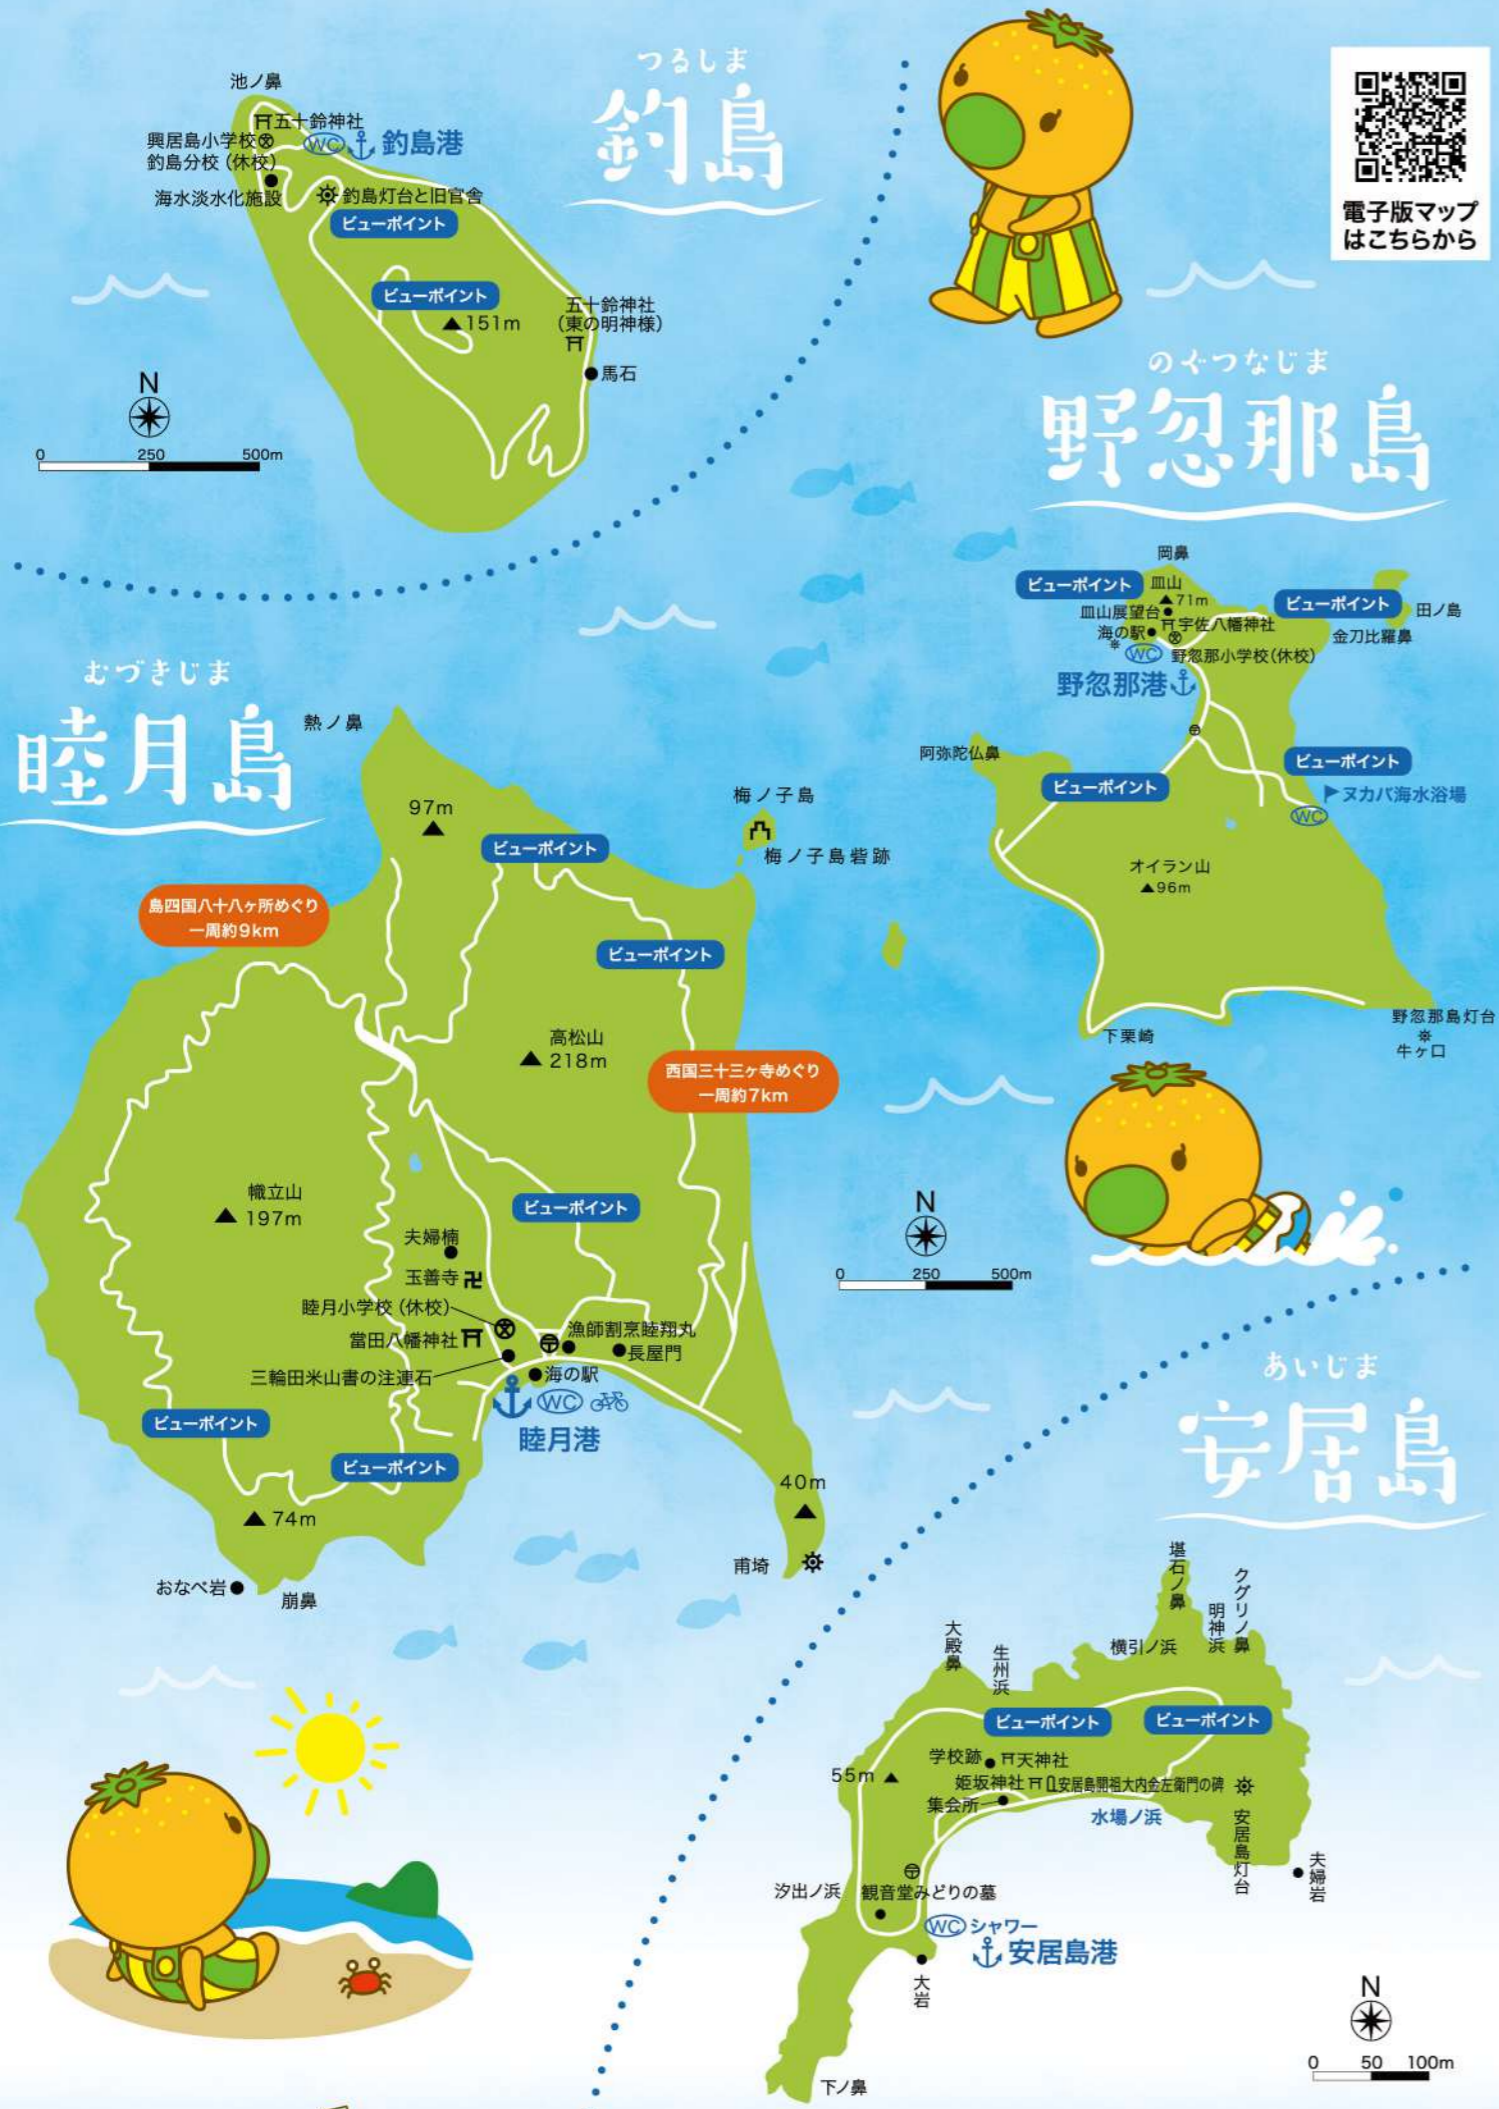 つるしま
釣島
池ノ鼻
五十鈴神社
興居島小学校
釣島分校（休校）
WC
釣島港
海水淡水化施設
釣島灯台と旧官舎
ビューポイント
ビューポイント
151m
五十鈴神社
（東の明神様）
馬石
N
0 250 500m
電子版マップ
はこちらから
のぐつなじま
野忽那島
岡鼻
ビューポイント
皿山
71m
皿山展望台
ビューポイント
田ノ島
宇佐八幡神社
海の駅
金刀比羅鼻
WC
野忽那小学校（休校）
野忽那港
阿弥陀仏鼻
ビューポイント
ビューポイント
ヌカバ海水浴場
WC
オイラン山
96m
下栗崎
野忽那島灯台
牛ヶ口
むづきじま
睦月島
熱ノ鼻
97m
ビューポイント
梅ノ子島
梅ノ子島砦跡
島四国八十八ヶ所めぐり
一周約9km
ビューポイント
高松山
218m
西国三十三ヶ寺めぐり
一周約7km
幟立山
197m
ビューポイント
夫婦楠
玉善寺
睦月小学校（休校）
當田八幡神社
漁師割烹睦翔丸
長屋門
三輪田米山書の注連石
海の駅
WC
睦月港
ビューポイント
ビューポイント
74m
40m
甫埼
おなべ岩
崩鼻
N
0 250 500m
あいじま
安居島
堪石ノ鼻
クグリノ鼻
明神浜
横引ノ浜
大殿鼻
生州浜
ビューポイント
ビューポイント
学校跡
天神社
55m
姫坂神社
安居島開祖大内金左衛門の碑
集会所
水場ノ浜
安居島灯台
夫婦岩
汐出ノ浜
観音堂みどりの墓
WC
シャワー
安居島港
大岩
下ノ鼻
N
0 50 100m